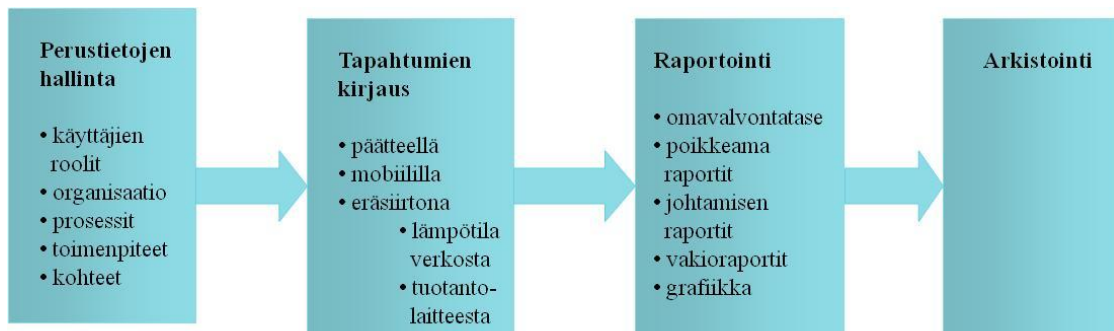 Perustietojen
hallinta
• käyttäjien
roolit
• organisaatio
• prosessit
• toimenpiteet
• kohteet
Tapahtumien
kirjaus
• päätteellä
• mobiililla
• eräsiirtona
• lämpötila
verkosta
• tuotanto-
laitteesta
Raportointi
• omavalvontatase
• poikkeama
raportit
• johtamisen
raportit
• vakioraportit
• grafiikka
Arkistointi